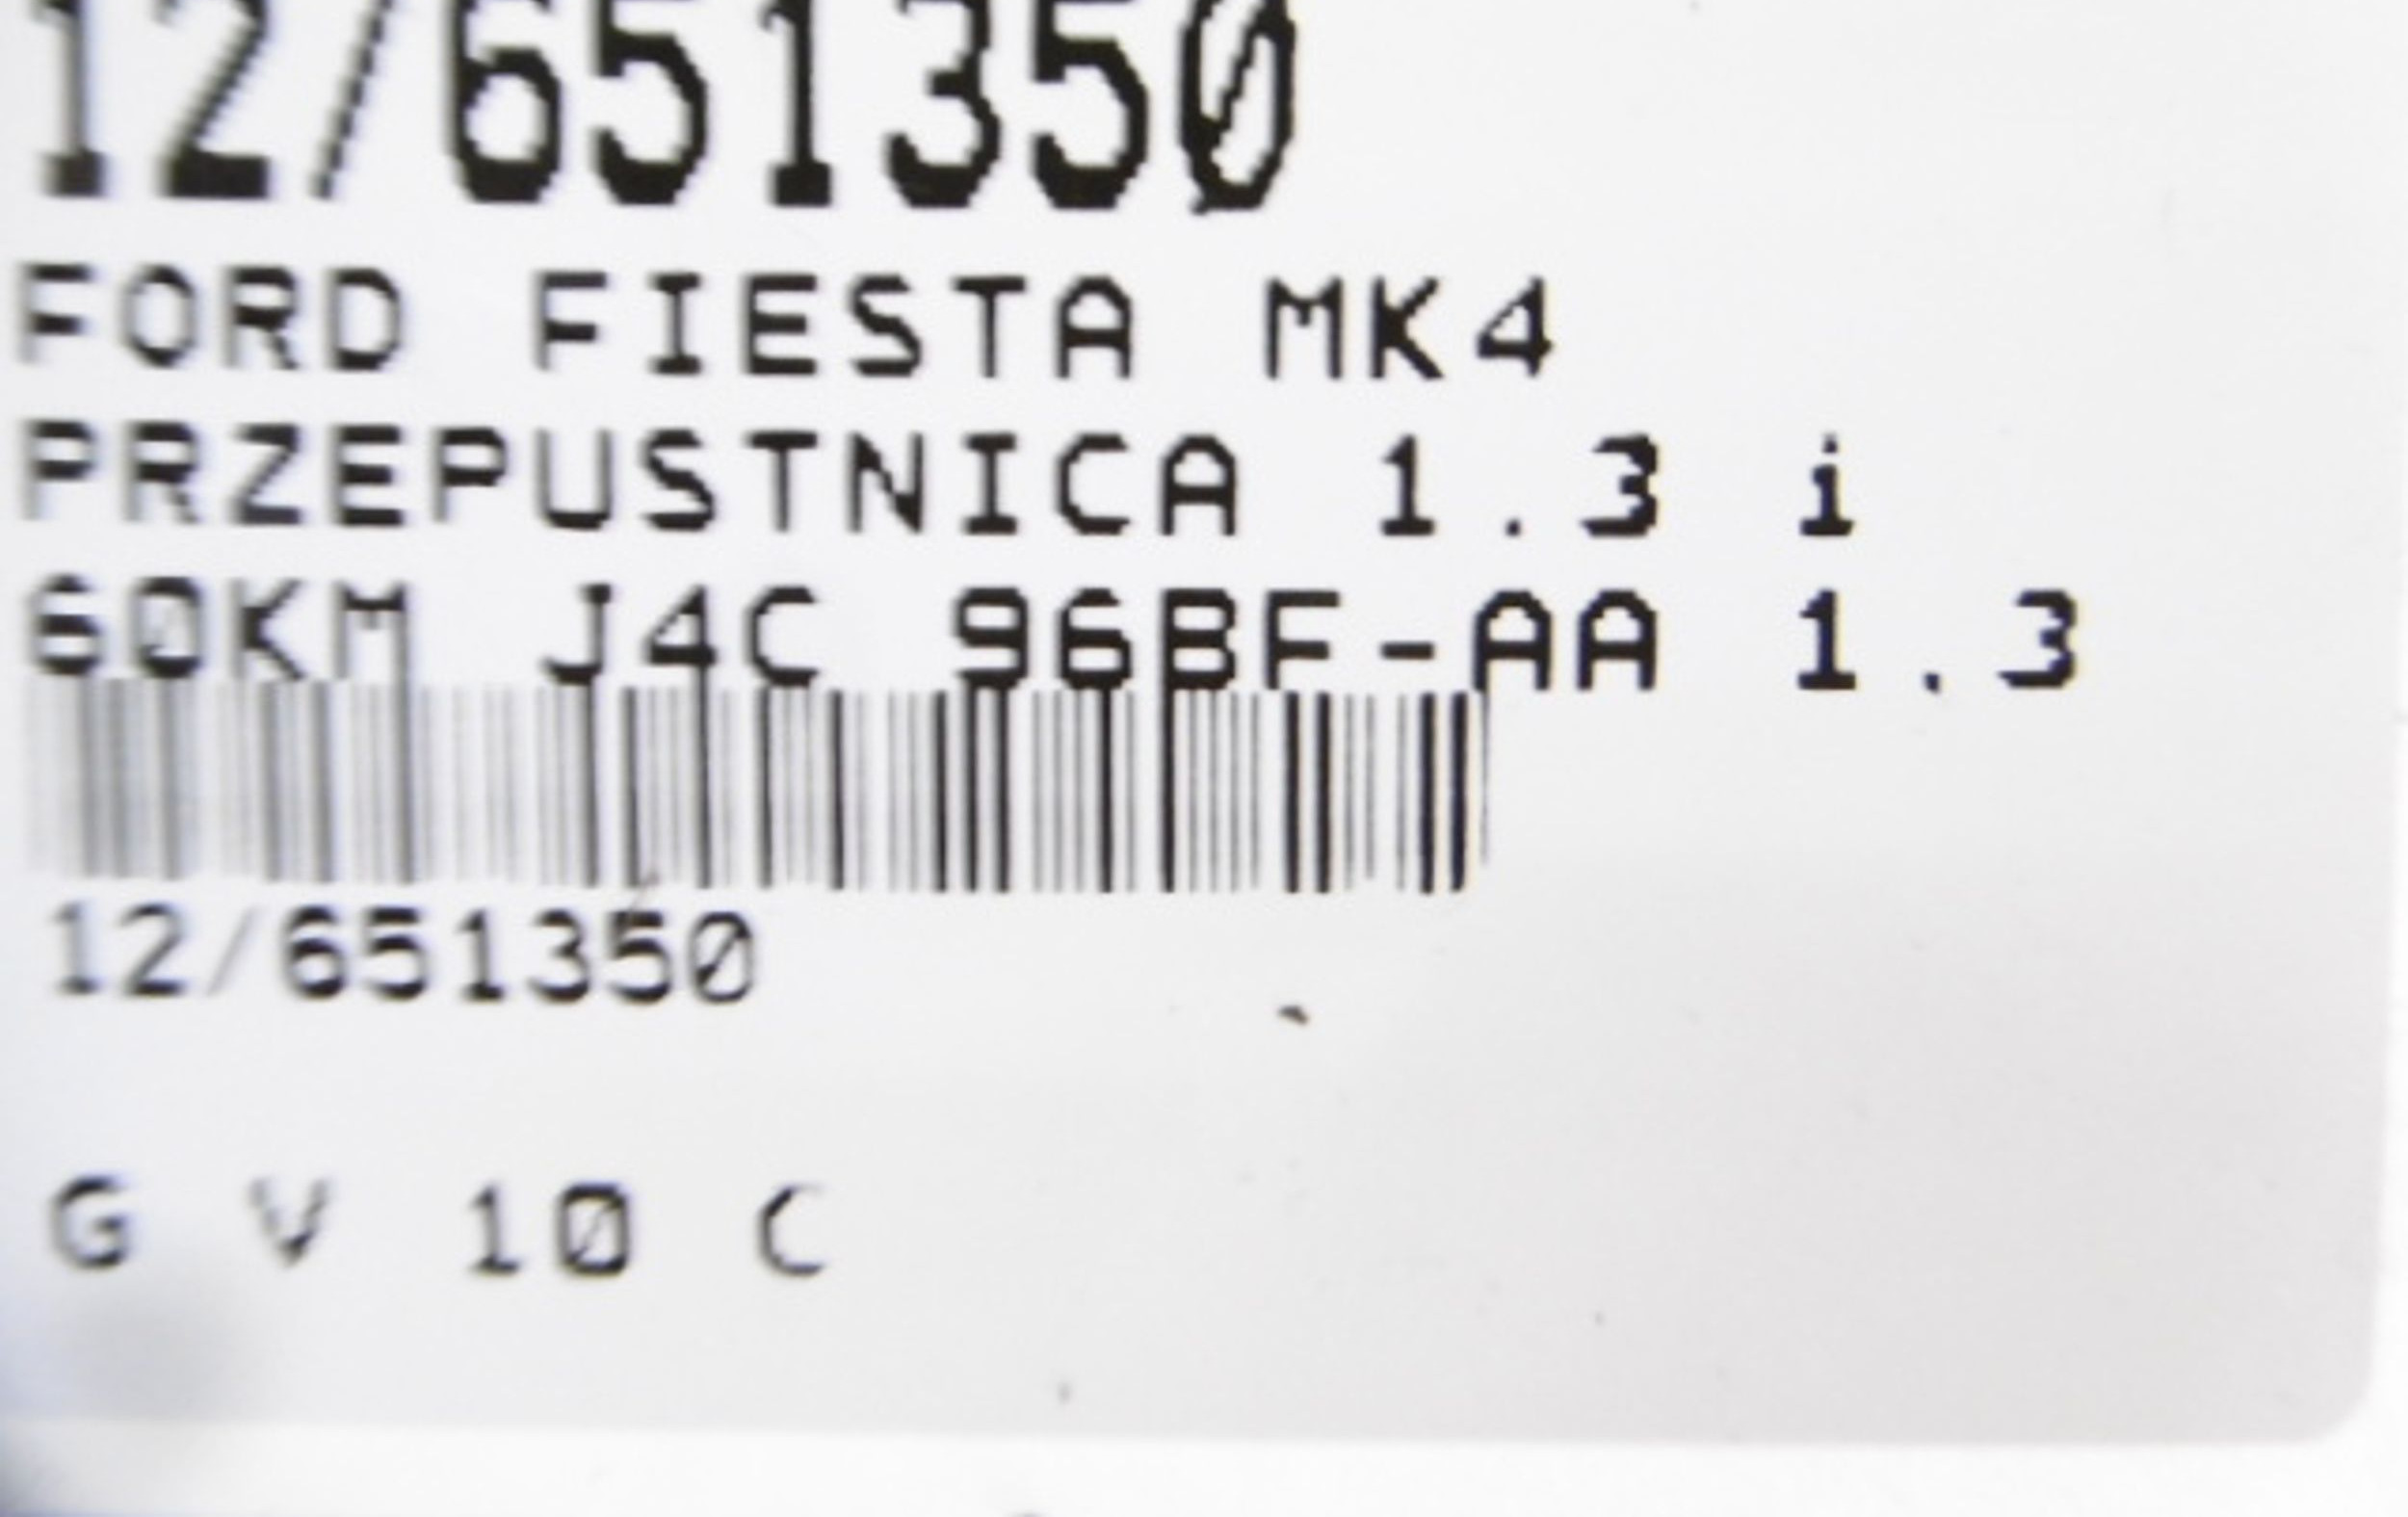 12/651350
FORD FIESTA MK4
PRZEPUSTNICA 1.3 i
60KM J4C 96BF-AA 1.3
12/651350
G V 10 C